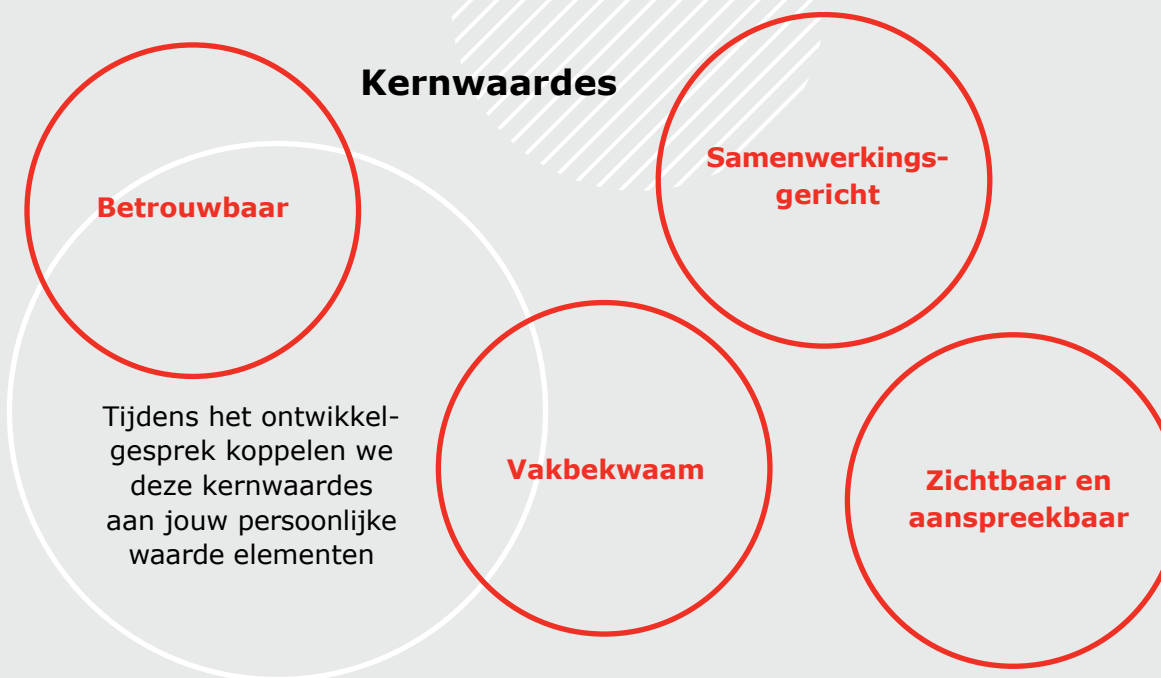 Kernwaardes
Betrouwbaar
Samenwerkings-
gericht
Tijdens het ontwikkel-
gesprek koppelen we
deze kernwaardes
aan jouw persoonlijke
waarde elementen
Vakbekwaam
Zichtbaar en
aanspreekbaar